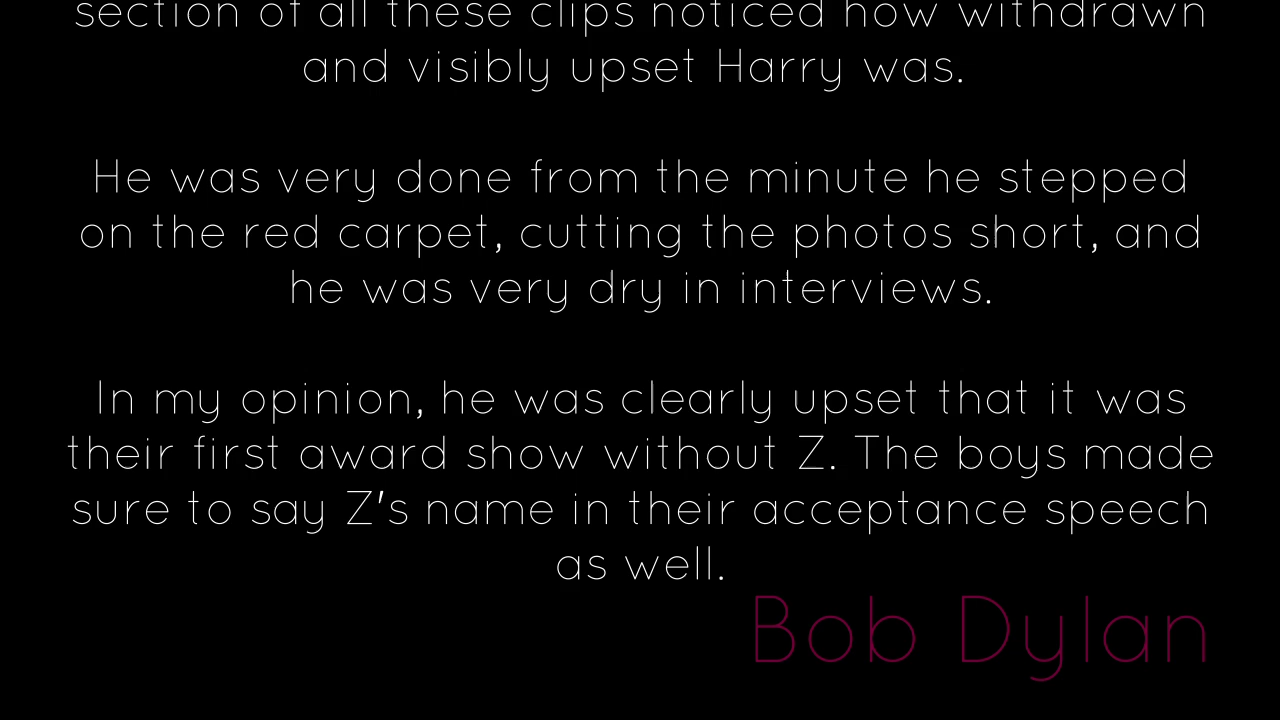 section of all these clips noticed how withdrawn
and visibly upset Harry was.
He was very done from the minute he stepped
on the red carpet, cutting the photos short, and
he was very dry in interviews.
In my opinion, he was clearly upset that it was
their first award show without Z. The boys made
sure to say Z's name in their acceptance speech
as well.
Bob Dylan